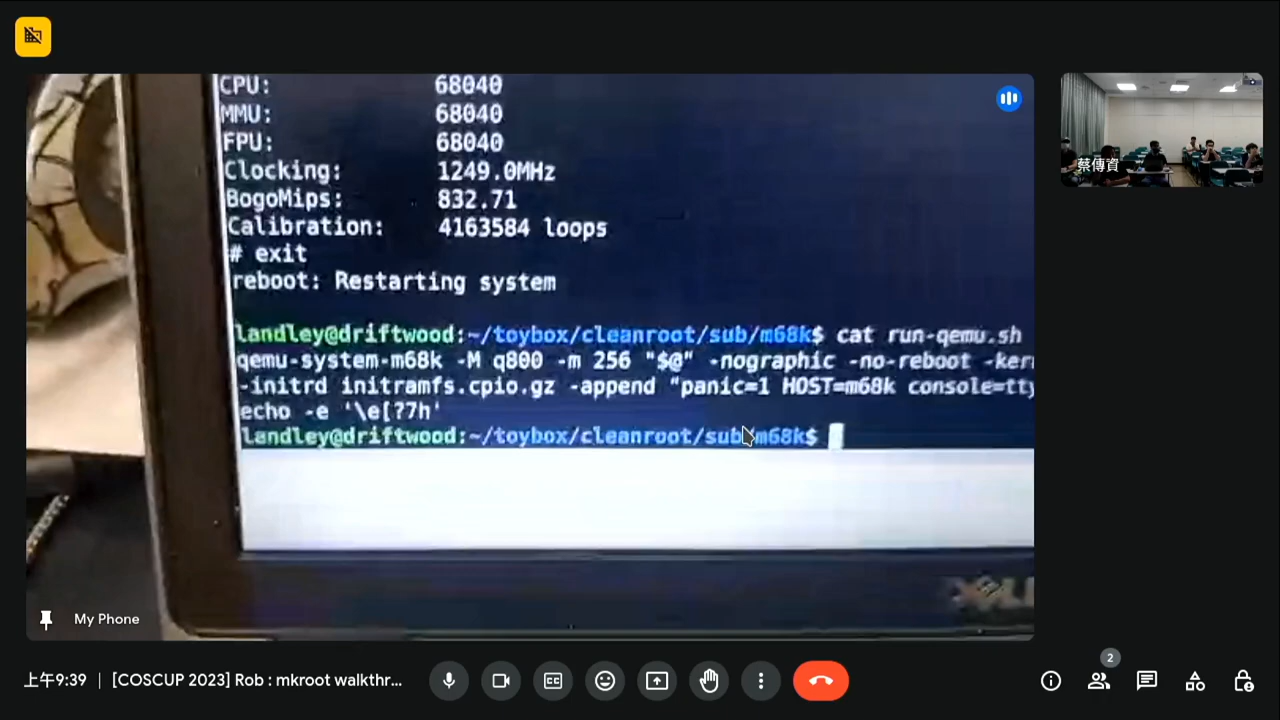 CPU: 68040
MMU: 68040
FPU: 68040
Clocking: 1249.0MHz
BogoMips: 832.71
Calibration: 4163584 loops
# exit
reboot: Restarting system
landley@driftwood:~/toybox/cleanroot/sub/m68k$ cat run-qemu.sh
qemu-system-m68k -M q800 -m 256 "$@" -nographic -no-reboot -kern
-initrd initramfs.cpio.gz -append "panic=1 HOST=m68k console=tty
echo -e '\e[?7h'
landley@driftwood:~/toybox/cleanroot/sub/m68k$
蔡傳資
My Phone
2
上午9:39 | [COSCUP 2023] Rob : mkroot walkthr...